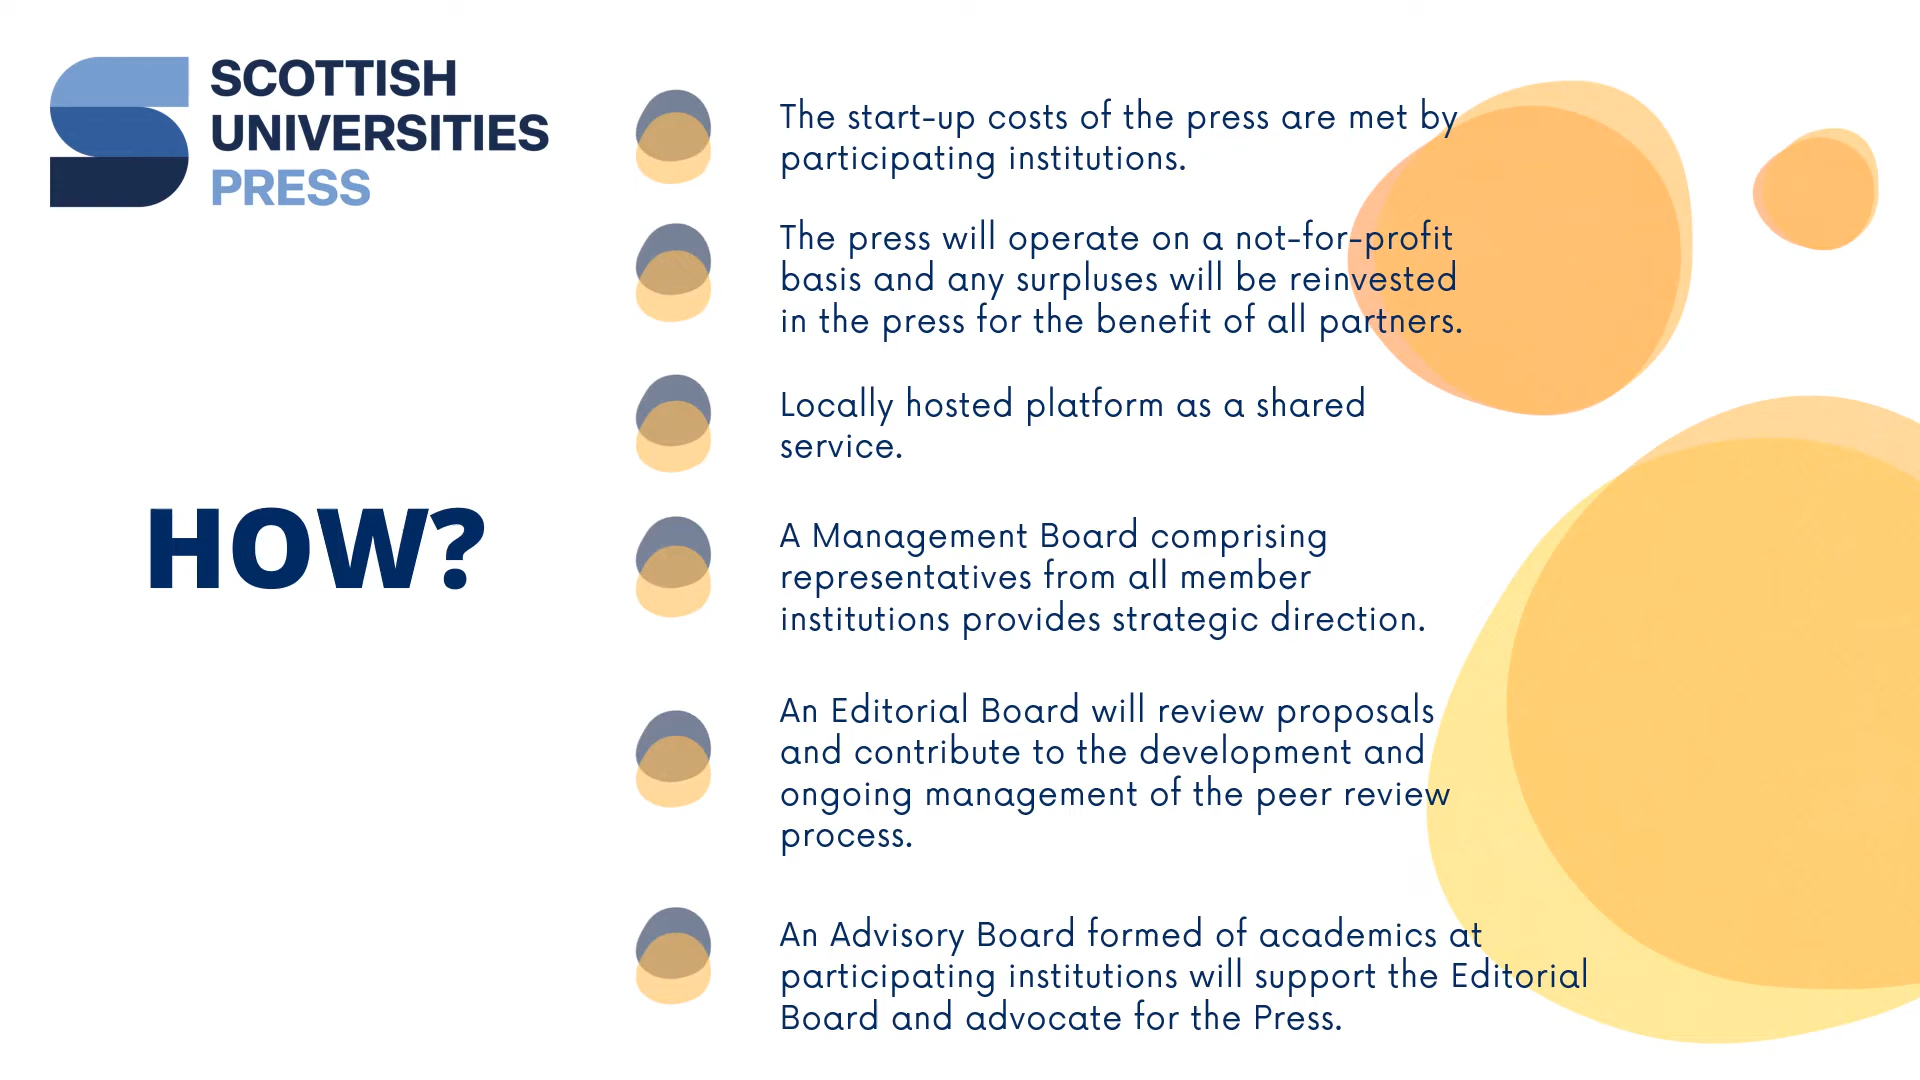 SCOTTISH
UNIVERSITIES
PRESS
HOW?
The start-up costs of the press are met by
participating institutions.
The press will operate on a not-for-profit
basis and any surpluses will be reinvested
in the press for the benefit of all partners.
Locally hosted platform as a shared
service.
A Management Board comprising
representatives from all member
institutions provides strategic direction.
An Editorial Board will review proposals
and contribute to the development and
ongoing management of the peer review
process.
An Advisory Board formed of academics at
participating institutions will support the Editorial
Board and advocate for the Press.